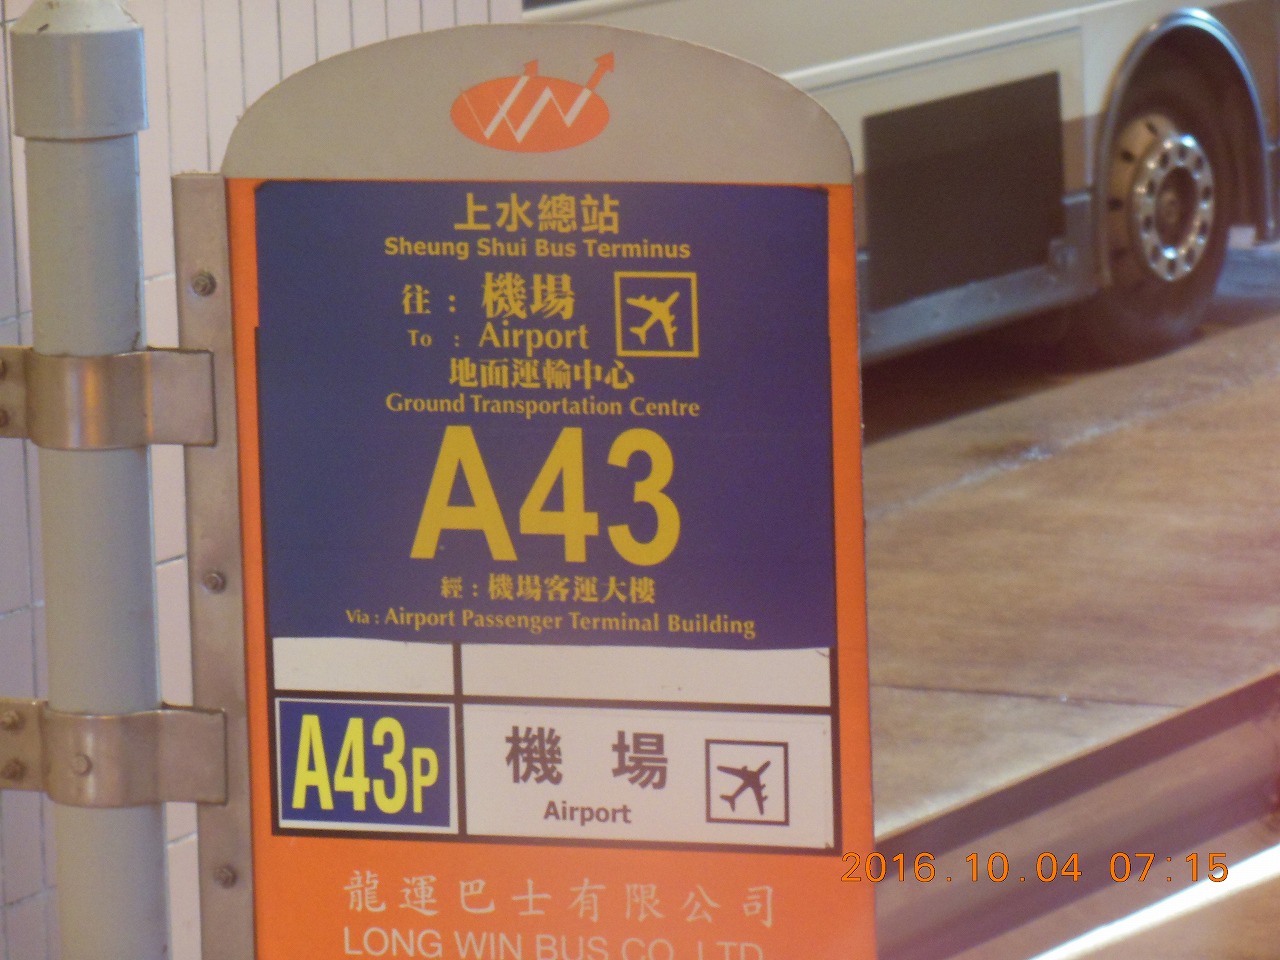 上水總站
Sheung Shui Bus Terminus
往 : 機場
To : Airport
地面運輸中心
Ground Transportation Centre
A43
經 : 機場客運大樓
Via : Airport Passenger Terminal Building
A43P 機場
Airport
龍運巴士有限公司
LONG WIN BUS CO. LTD.
2016.10.04 07:15